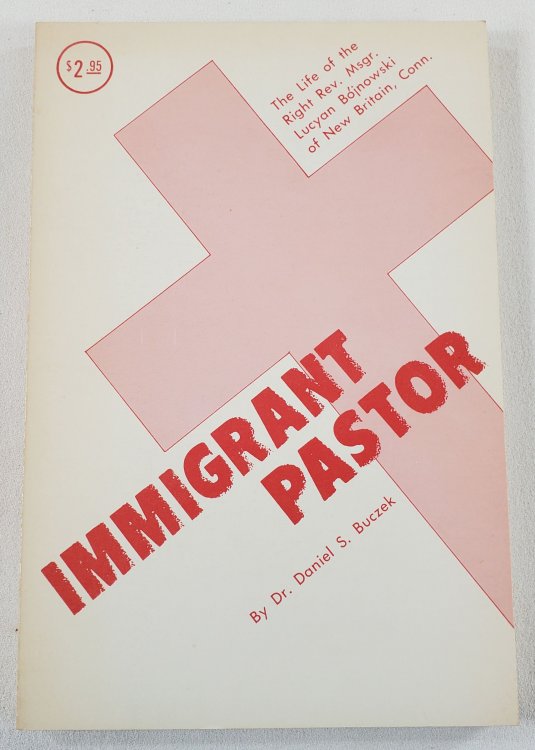 $2.95
The Life of the
Right Rev. Msgr.
Lucyan Bójnowski
of New Britain, Conn.
IMMIGRANT
PASTOR
By Dr. Daniel S. Buczek